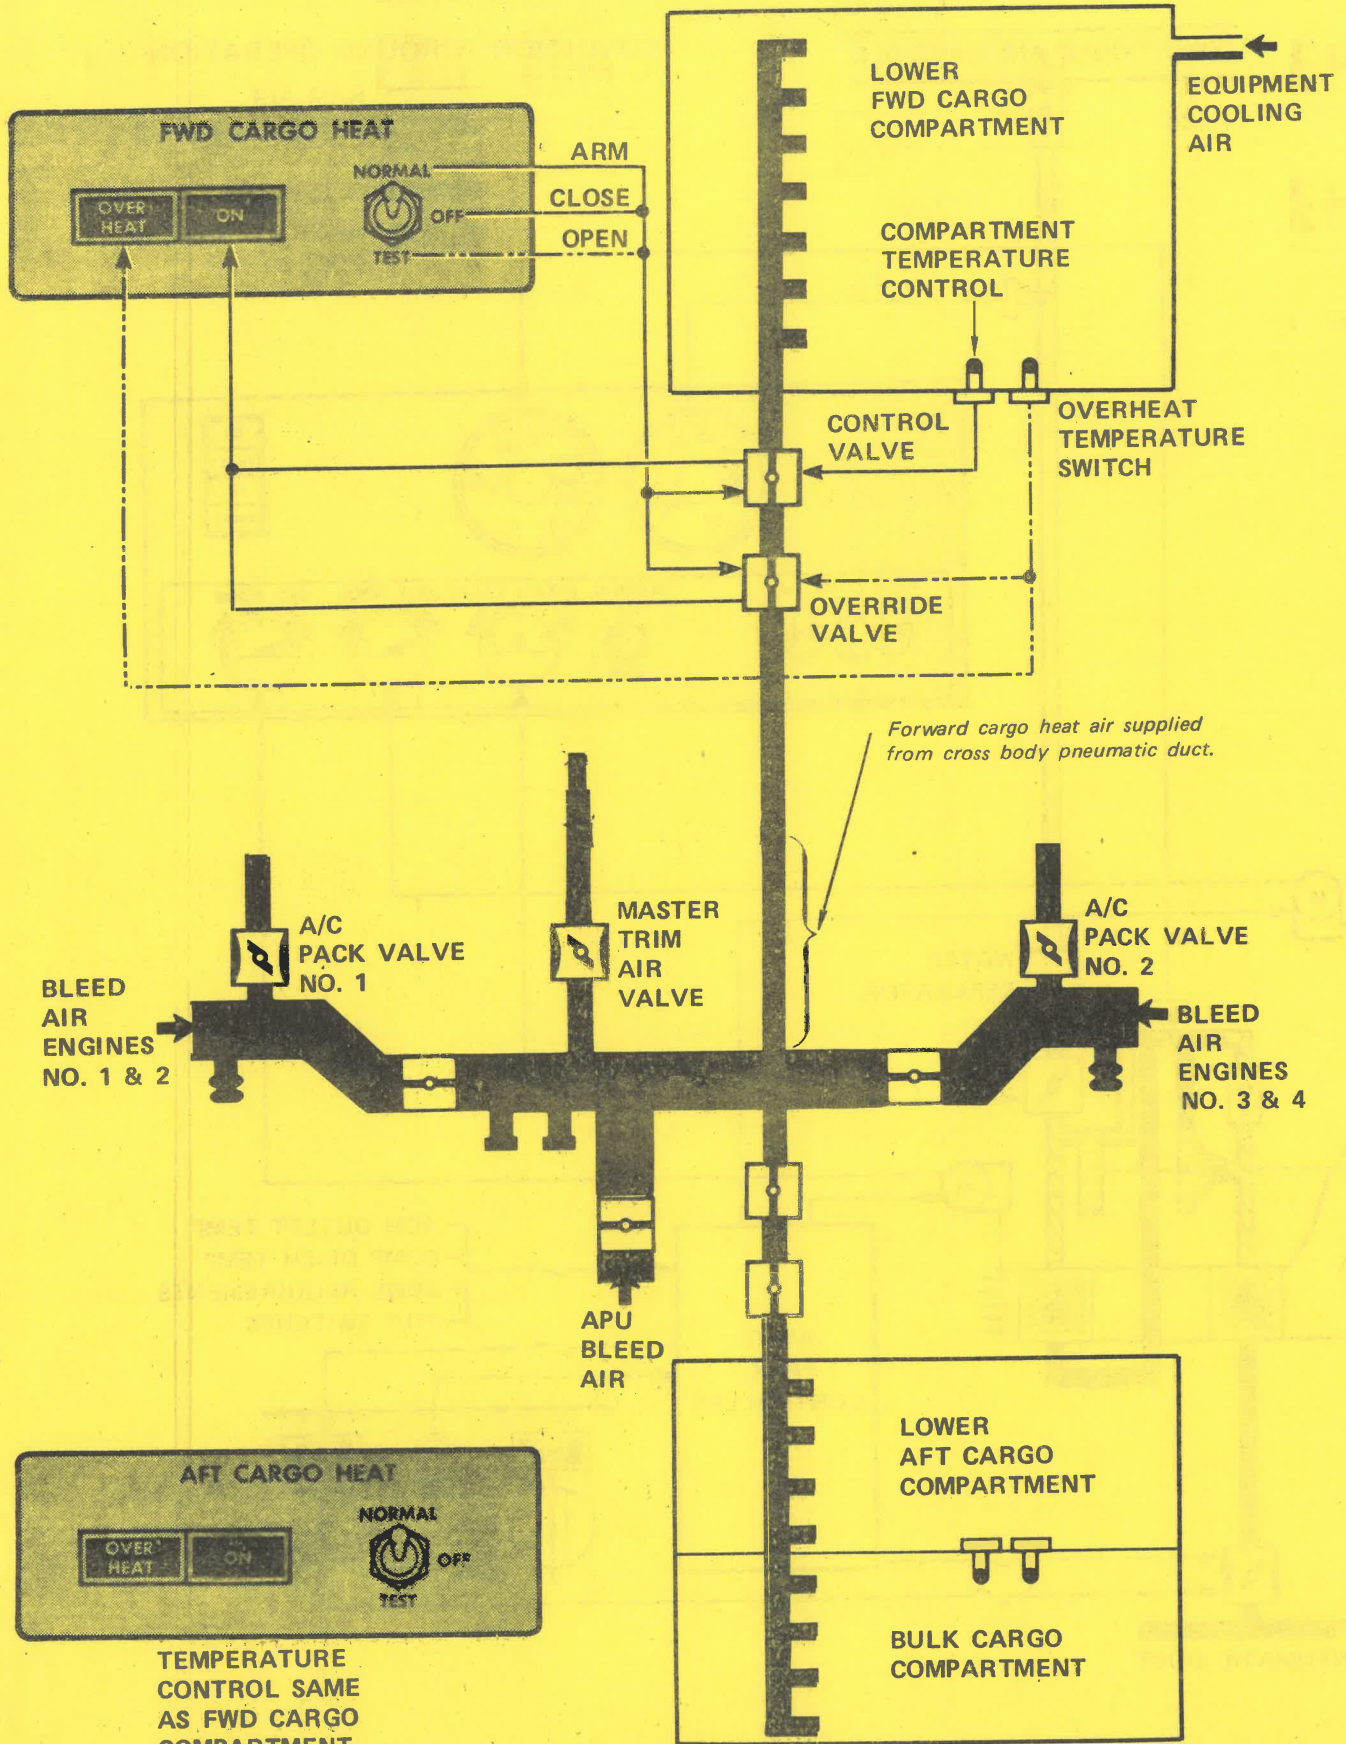 LOWER
FWD CARGO
COMPARTMENT
EQUIPMENT
COOLING
AIR
FWD CARGO HEAT
OVER
HEAT
ON
NORMAL
OFF
TEST
ARM
CLOSE
OPEN
COMPARTMENT
TEMPERATURE
CONTROL
CONTROL
VALVE
OVERHEAT
TEMPERATURE
SWITCH
OVERRIDE
VALVE
Forward cargo heat air supplied
from cross body pneumatic duct.
A/C
PACK VALVE
NO. 1
MASTER
TRIM
AIR
VALVE
A/C
PACK VALVE
NO. 2
BLEED
AIR
ENGINES
NO. 1 & 2
BLEED
AIR
ENGINES
NO. 3 & 4
APU
BLEED
AIR
LOWER
AFT CARGO
COMPARTMENT
BULK CARGO
COMPARTMENT
AFT CARGO HEAT
OVER
HEAT
ON
NORMAL
OFF
TEST
TEMPERATURE
CONTROL SAME
AS FWD CARGO
COMPARTMENT